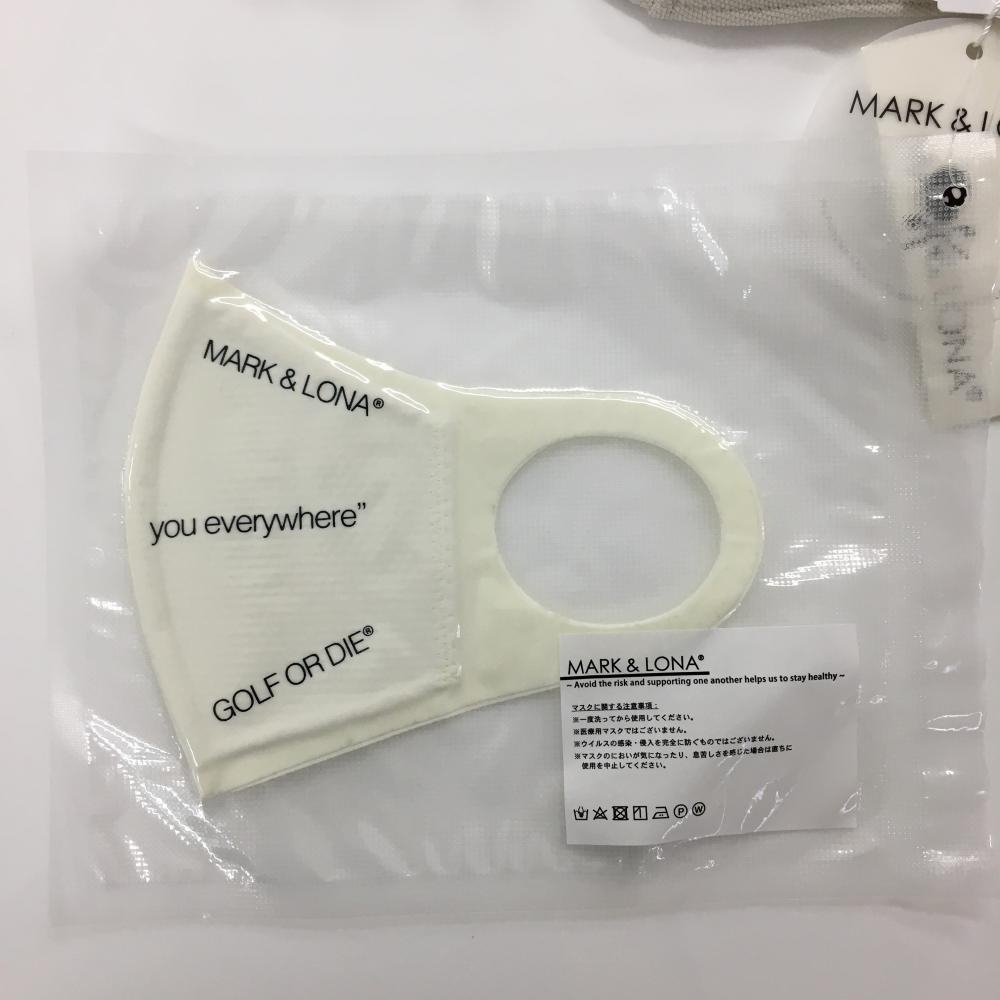 MARK & LO
K LONA®
MARK & LONA®
you everywhere”
GOLF OR DIE®
MARK & LONA®
~ Avoid the risk and supporting one another helps us to stay healthy ~
マスクに関する注意事項：
※一度洗ってから使用してください。
※医療用マスクではございません。
※ウイルスの感染・侵入を完全に防ぐものではございません。
※マスクのにおいが気になったり、息苦しさを感じた場合は直ちに
使用を中止してください。
P W